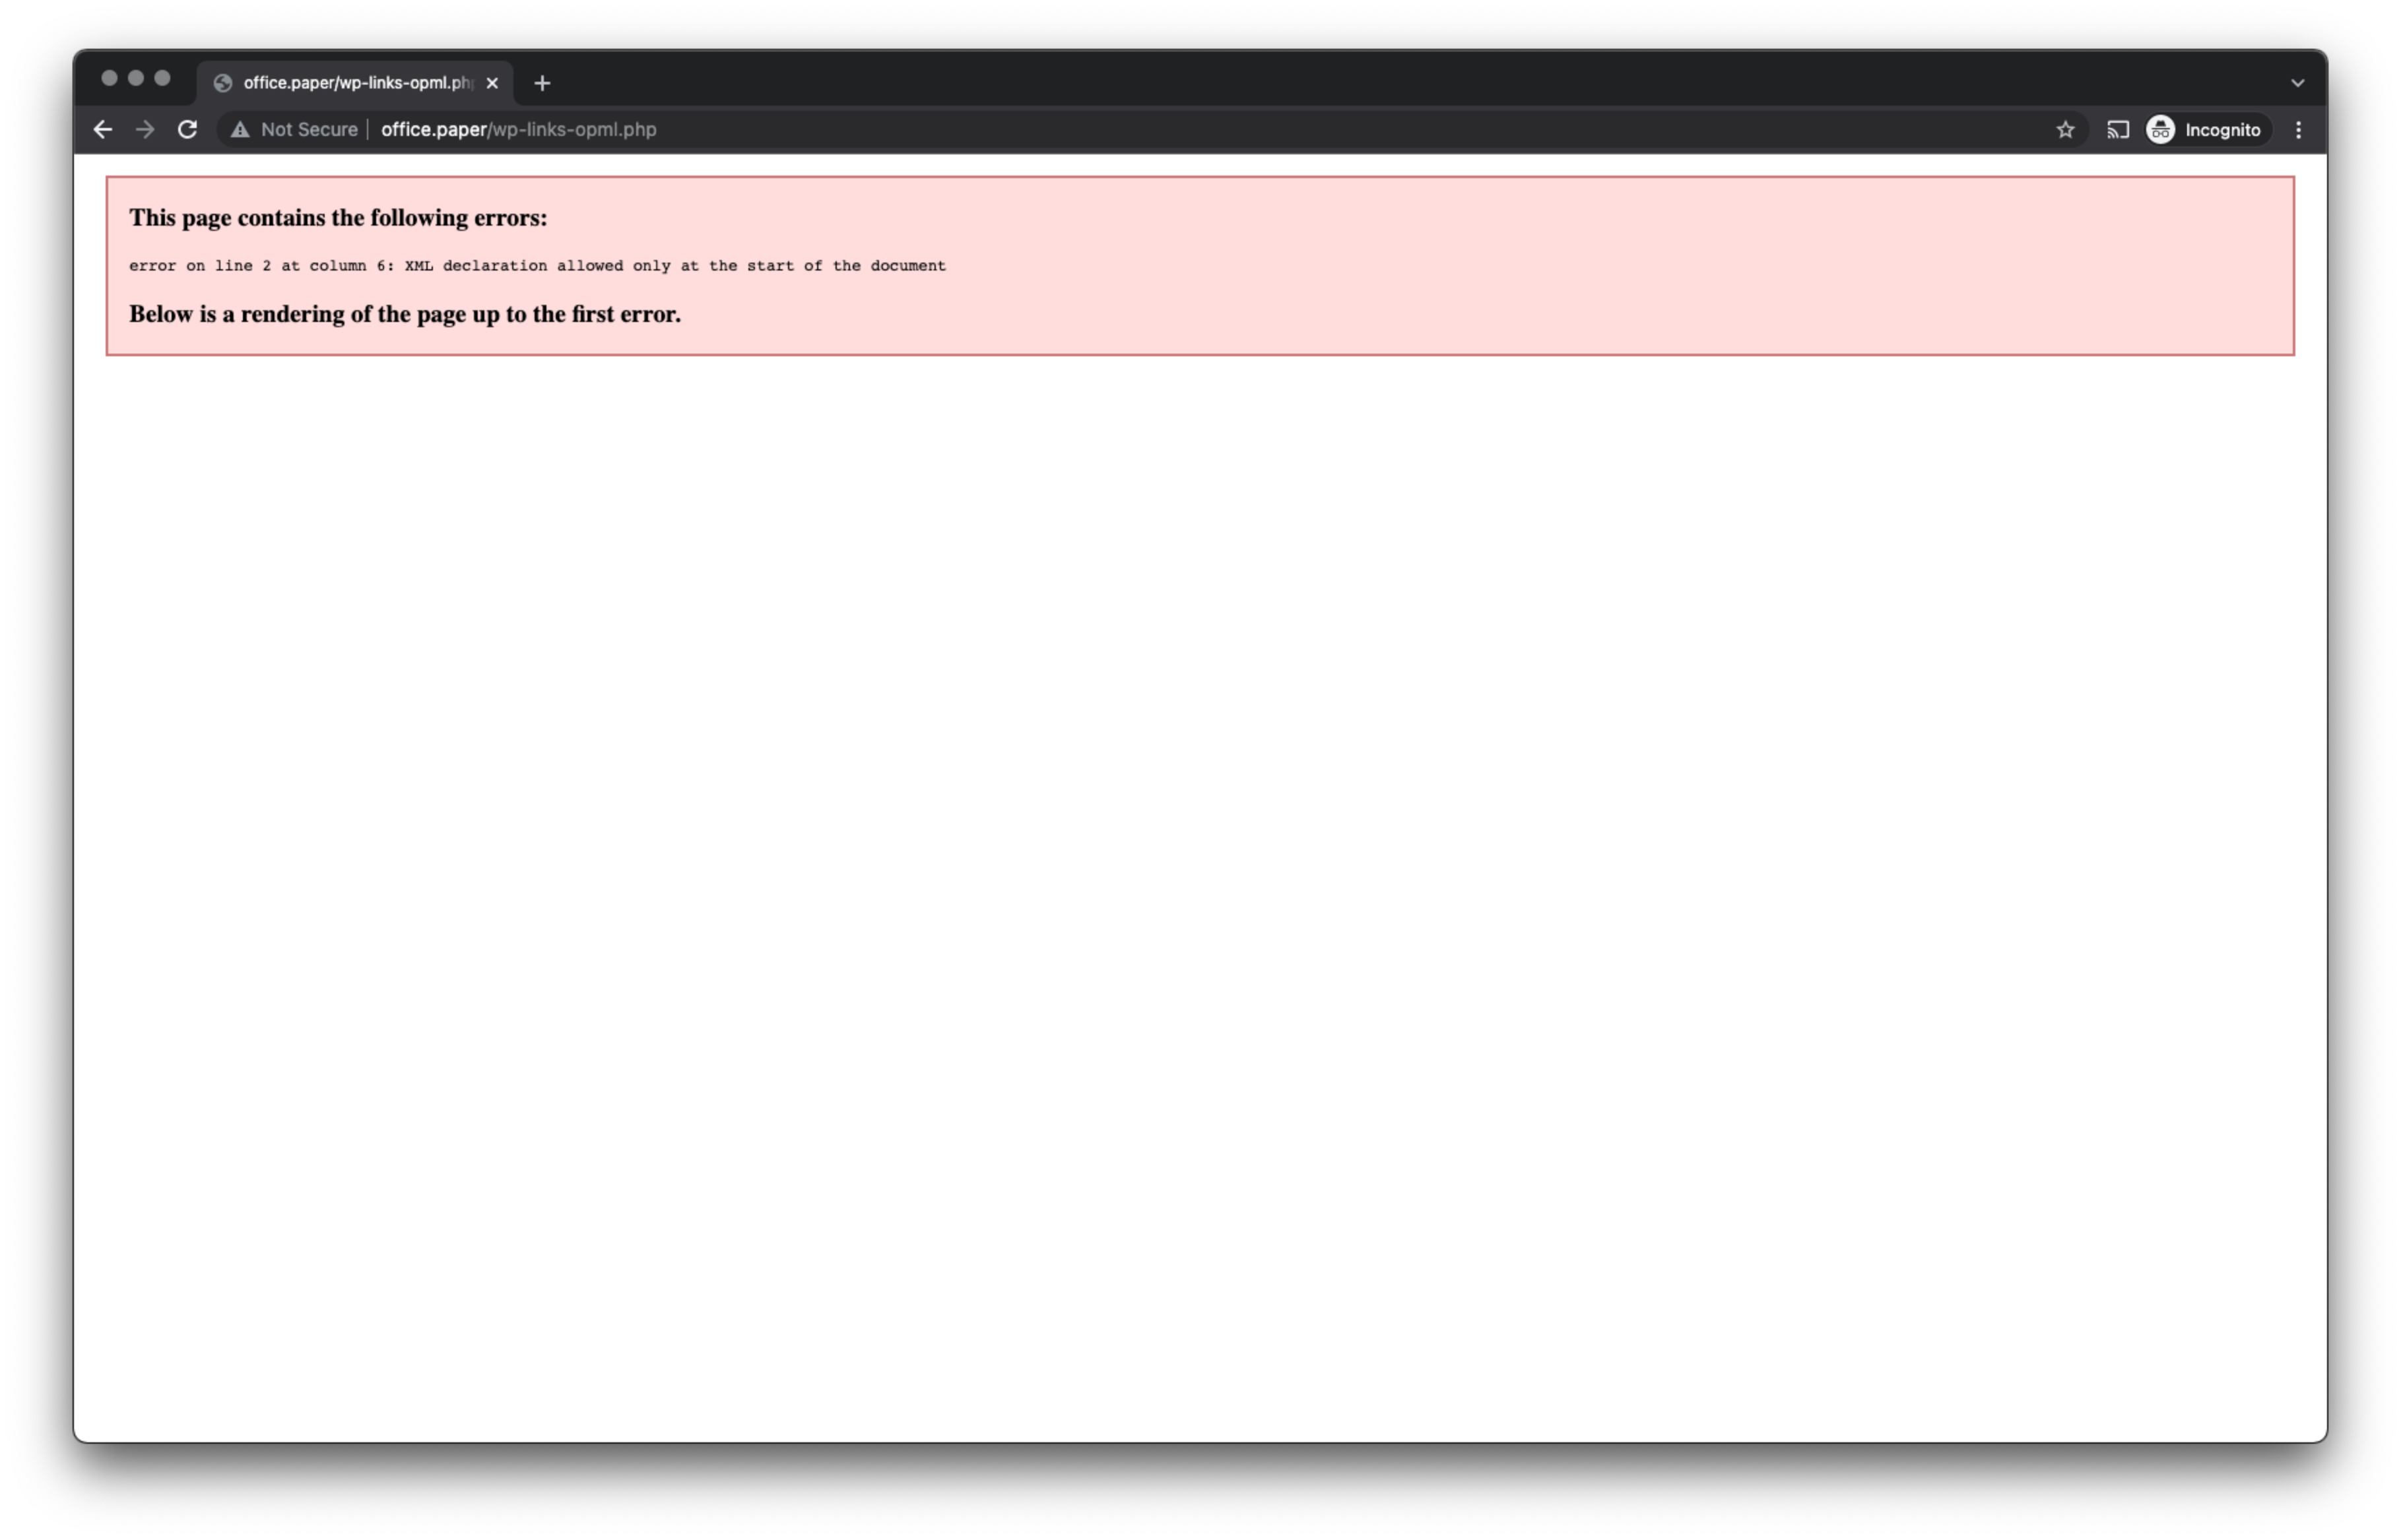 office.paper/wp-links-opml.ph
Not Secure office.paper/wp-links-opml.php Incognito
This page contains the following errors:
error on line 2 at column 6: XML declaration allowed only at the start of the document
Below is a rendering of the page up to the first error.